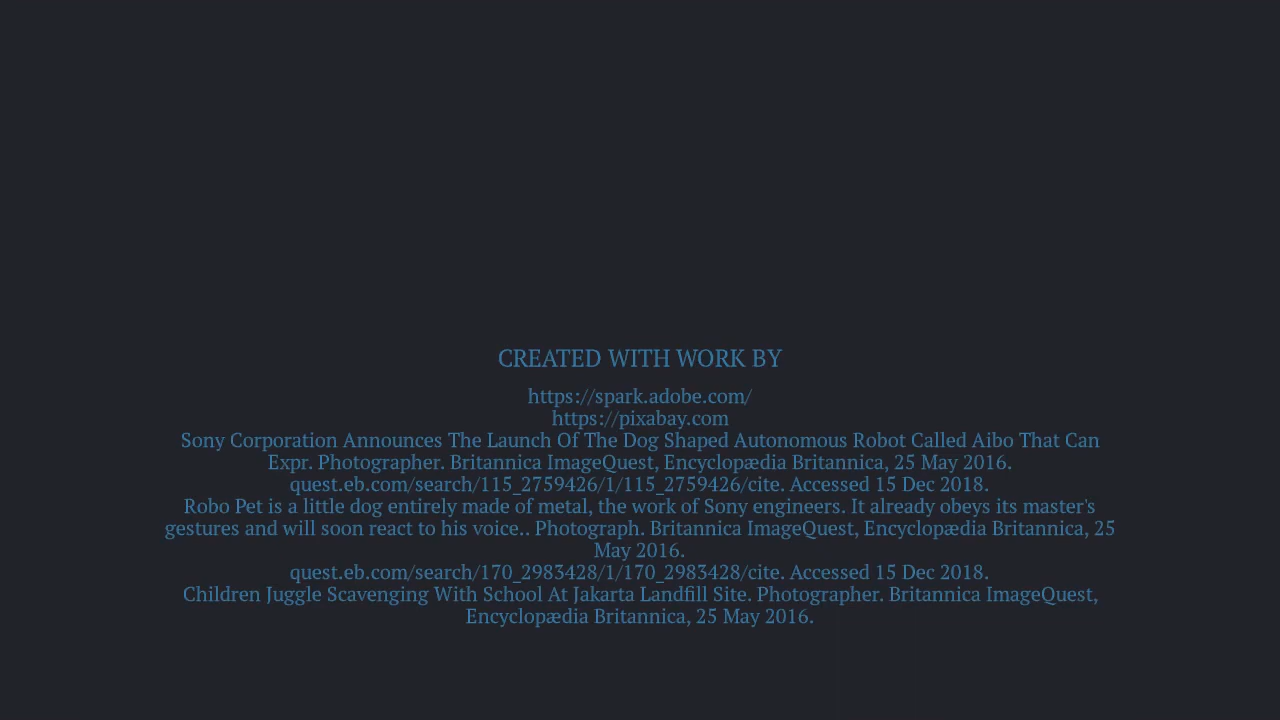 CREATED WITH WORK BY
https://spark.adobe.com/
https://pixabay.com
Sony Corporation Announces The Launch Of The Dog Shaped Autonomous Robot Called Aibo That Can
Expr. Photographer. Britannica ImageQuest, Encyclopædia Britannica, 25 May 2016.
quest.eb.com/search/115_2759426/1/115_2759426/cite. Accessed 15 Dec 2018.
Robo Pet is a little dog entirely made of metal, the work of Sony engineers. It already obeys its master's
gestures and will soon react to his voice.. Photograph. Britannica ImageQuest, Encyclopædia Britannica, 25
May 2016.
quest.eb.com/search/170_2983428/1/170_2983428/cite. Accessed 15 Dec 2018.
Children Juggle Scavenging With School At Jakarta Landfill Site. Photographer. Britannica ImageQuest,
Encyclopædia Britannica, 25 May 2016.